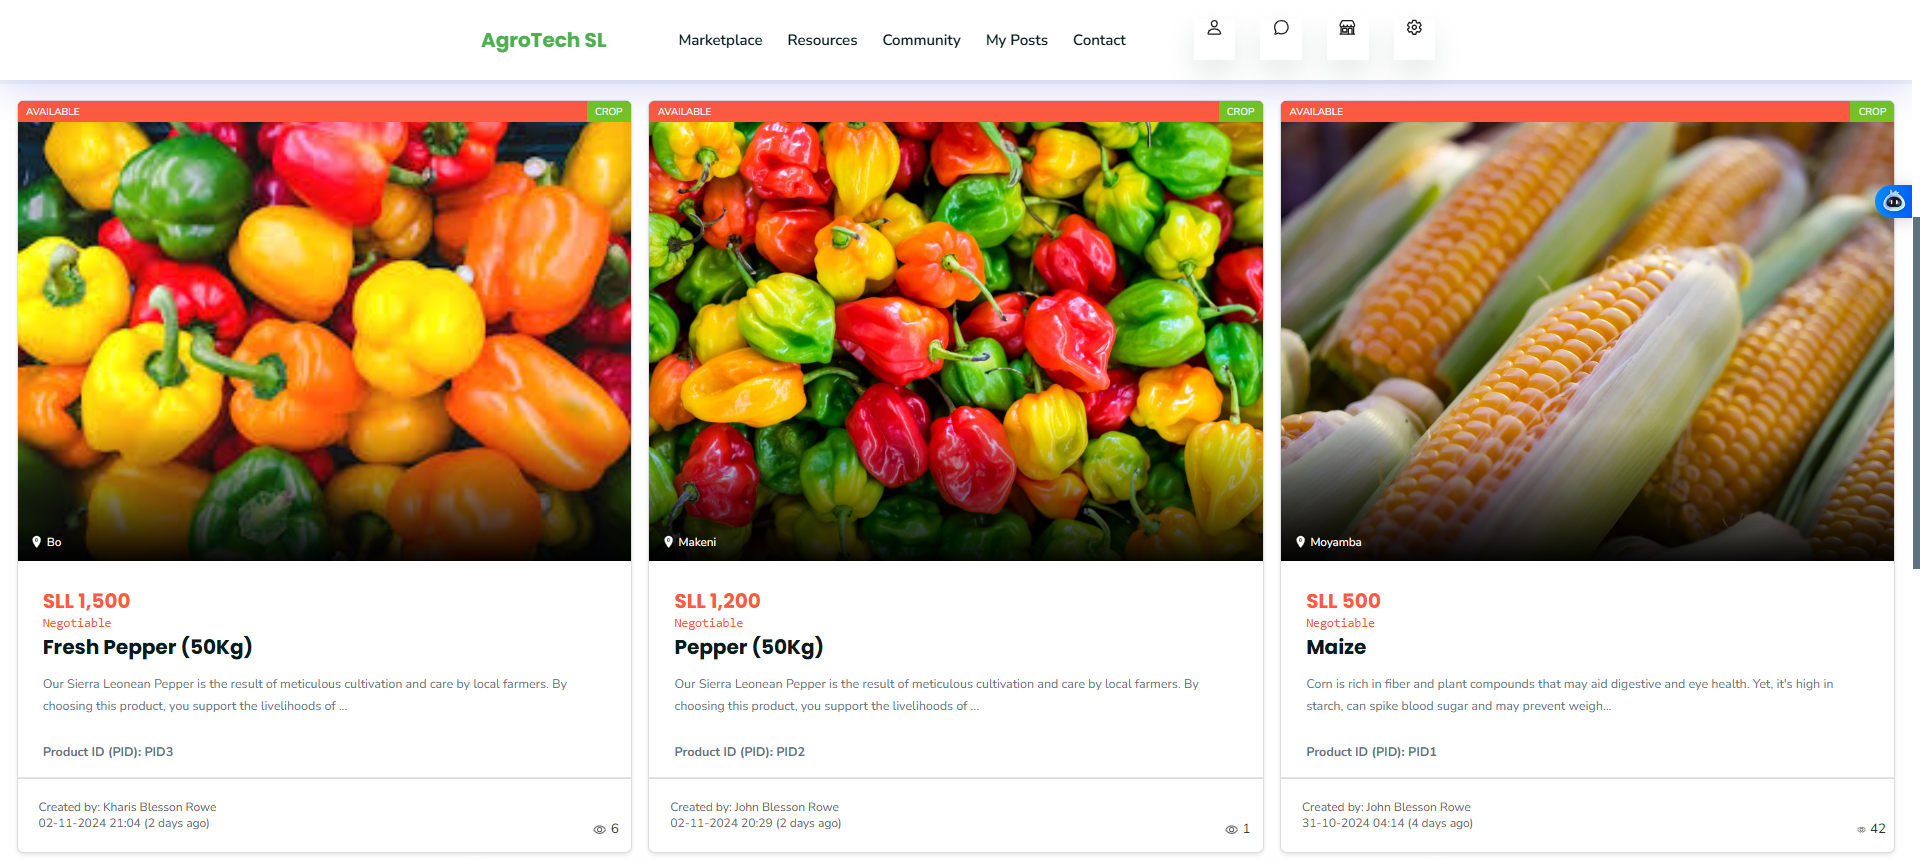 AgroTech SL
Marketplace
Resources
Community
My Posts
Contact
AVAILABLE
CROP
Bo
SLL 1,500
Negotiable
Fresh Pepper (50Kg)
Our Sierra Leonean Pepper is the result of meticulous cultivation and care by local farmers. By
choosing this product, you support the livelihoods of ...
Product ID (PID): PID3
Created by: Kharis Blesson Rowe
02-11-2024 21:04 (2 days ago)
6
AVAILABLE
CROP
Makeni
SLL 1,200
Negotiable
Pepper (50Kg)
Our Sierra Leonean Pepper is the result of meticulous cultivation and care by local farmers. By
choosing this product, you support the livelihoods of ...
Product ID (PID): PID2
Created by: John Blesson Rowe
02-11-2024 20:29 (2 days ago)
1
AVAILABLE
CROP
Moyamba
SLL 500
Negotiable
Maize
Corn is rich in fiber and plant compounds that may aid digestive and eye health. Yet, it's high in
starch, can spike blood sugar and may prevent weigh...
Product ID (PID): PID1
Created by: John Blesson Rowe
31-10-2024 04:14 (4 days ago)
42